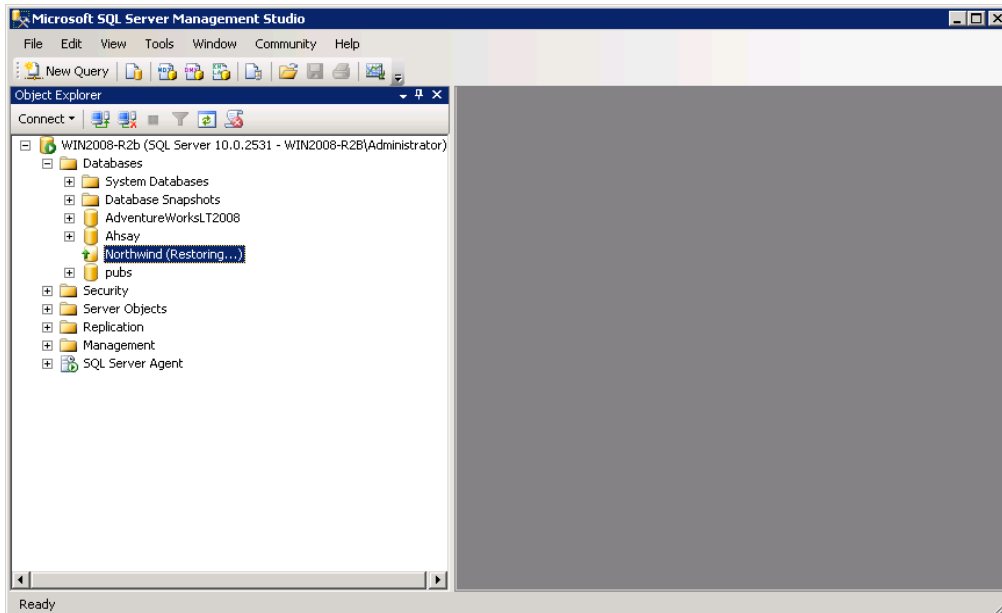 Microsoft SQL Server Management Studio
File Edit View Tools Window Community Help
New Query
Object Explorer
Connect
WIN2008-R2b (SQL Server 10.0.2531 - WIN2008-R2B\Administrator)
Databases
System Databases
Database Snapshots
AdventureWorksLT2008
Ahsay
Northwind (Restoring...)
pubs
Security
Server Objects
Replication
Management
SQL Server Agent
Ready